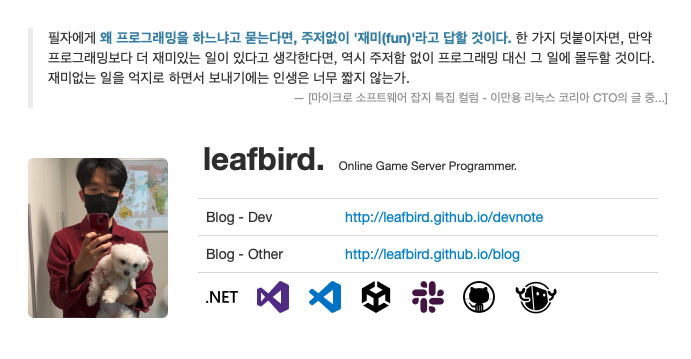 필자에게 왜 프로그래밍을 하느냐고 묻는다면, 주저없이 '재미(fun)'라고 답할 것이다. 한 가지 덧붙이자면, 만약
프로그래밍보다 더 재미있는 일이 있다고 생각한다면, 역시 주저함 없이 프로그래밍 대신 그 일에 몰두할 것이다.
재미없는 일을 억지로 하면서 보내기에는 인생은 너무 짧지 않는가.
— [마이크로 소프트웨어 잡지 특집 컬럼 - 이만용 리눅스 코리아 CTO의 글 중...]
leafbird. Online Game Server Programmer.
Blog - Dev http://leafbird.github.io/devnote
Blog - Other http://leafbird.github.io/blog
.NET